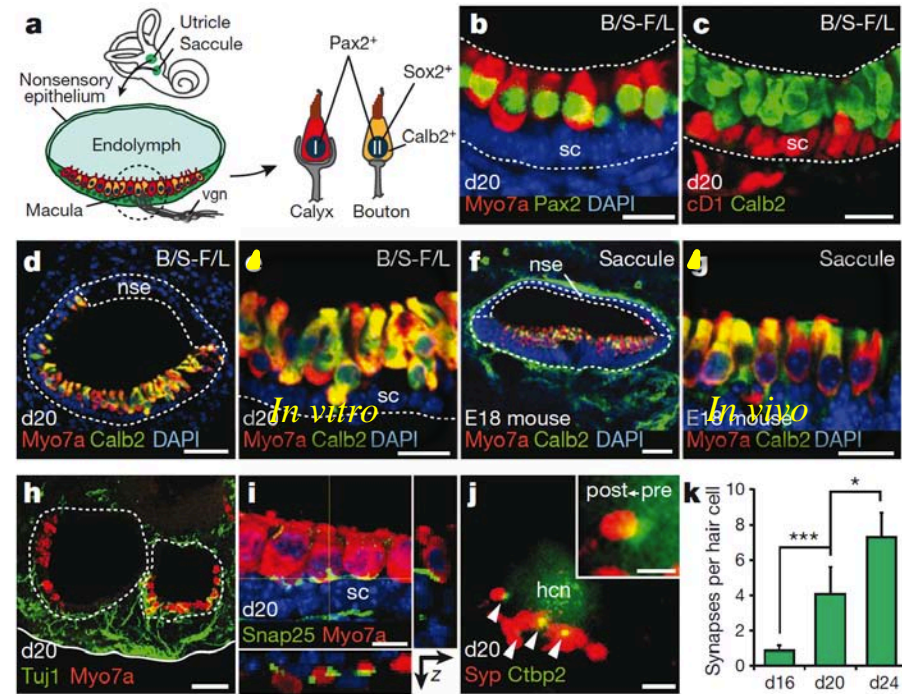 a
Utricle
Saccule
Nonsensory
epithelium
Endolymph
Macula
vgn
Pax2+
Sox2+
Calb2+
I
II
Calyx
Bouton
b
B/S-F/L
sc
d20
Myo7a Pax2 DAPI
c
B/S-F/L
sc
d20
cD1 Calb2
d
B/S-F/L
nse
d20
Myo7a Calb2 DAPI
e
B/S-F/L
sc
d20
In vitro
Myo7a Calb2 DAPI
f
Saccule
nse
E18 mouse
Myo7a Calb2 DAPI
g
Saccule
In vivo
E18 mouse
Myo7a Calb2 DAPI
h
d20
Tuj1 Myo7a
i
sc
d20
Snap25 Myo7a
z
j
post←pre
hcn
d20
Syp Ctbp2
k
Synapses per hair cell
10
8
6
4
2
0
***
*
d16 d20 d24